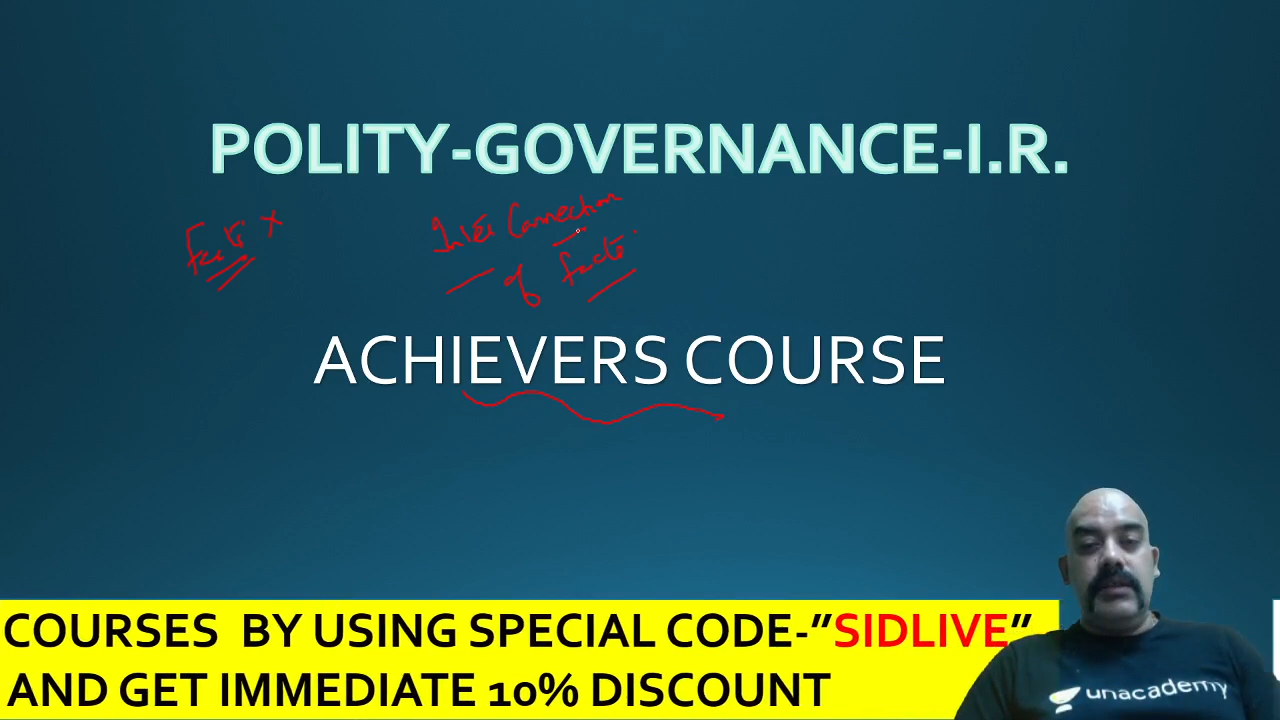 POLITY-GOVERNANCE-I.R.
Facts X
Inter Connection
of facts.
ACHIEVERS COURSE
COURSES BY USING SPECIAL CODE-”SIDLIVE”
AND GET IMMEDIATE 10% DISCOUNT
unacademy